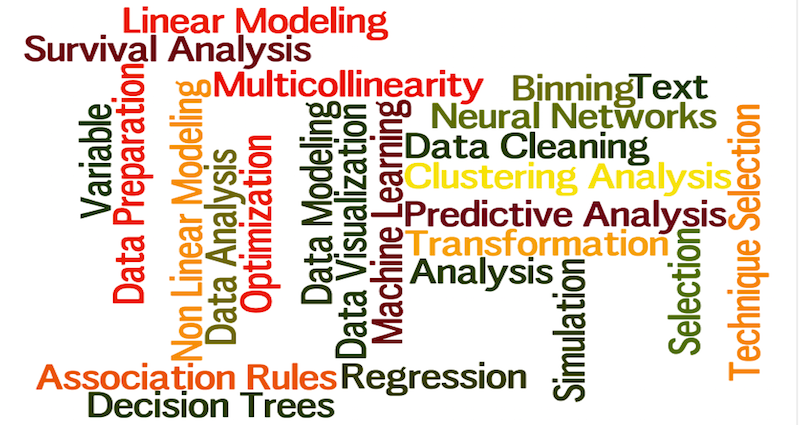 Linear Modeling
Survival Analysis
Multicollinearity
Binning
Text
Neural Networks
Data Cleaning
Clustering Analysis
Predictive Analysis
Transformation
Analysis
Variable
Data Preparation
Non Linear Modeling
Data Analysis
Optimization
Data Modeling
Data Visualization
Machine Learning
Simulation
Selection
Technique Selection
Association Rules
Regression
Decision Trees